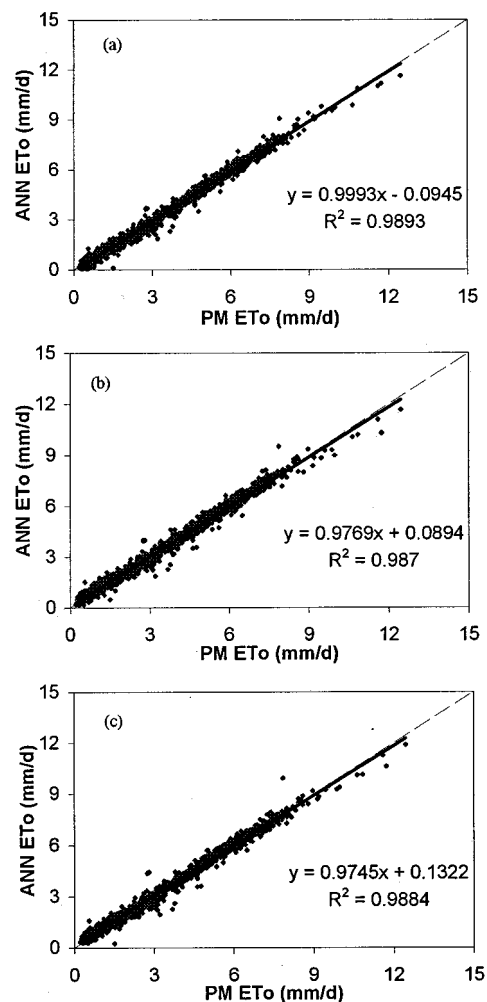 (a)
15
12
9
6
3
0
ANN ETo (mm/d)
y = 0.9993x - 0.0945
R² = 0.9893
0 3 6 9 12 15
PM ETo (mm/d)
(b)
15
12
9
6
3
0
ANN ETo (mm/d)
y = 0.9769x + 0.0894
R² = 0.987
0 3 6 9 12 15
PM ETo (mm/d)
(c)
15
12
9
6
3
0
ANN ETo (mm/d)
y = 0.9745x + 0.1322
R² = 0.9884
0 3 6 9 12 15
PM ETo (mm/d)